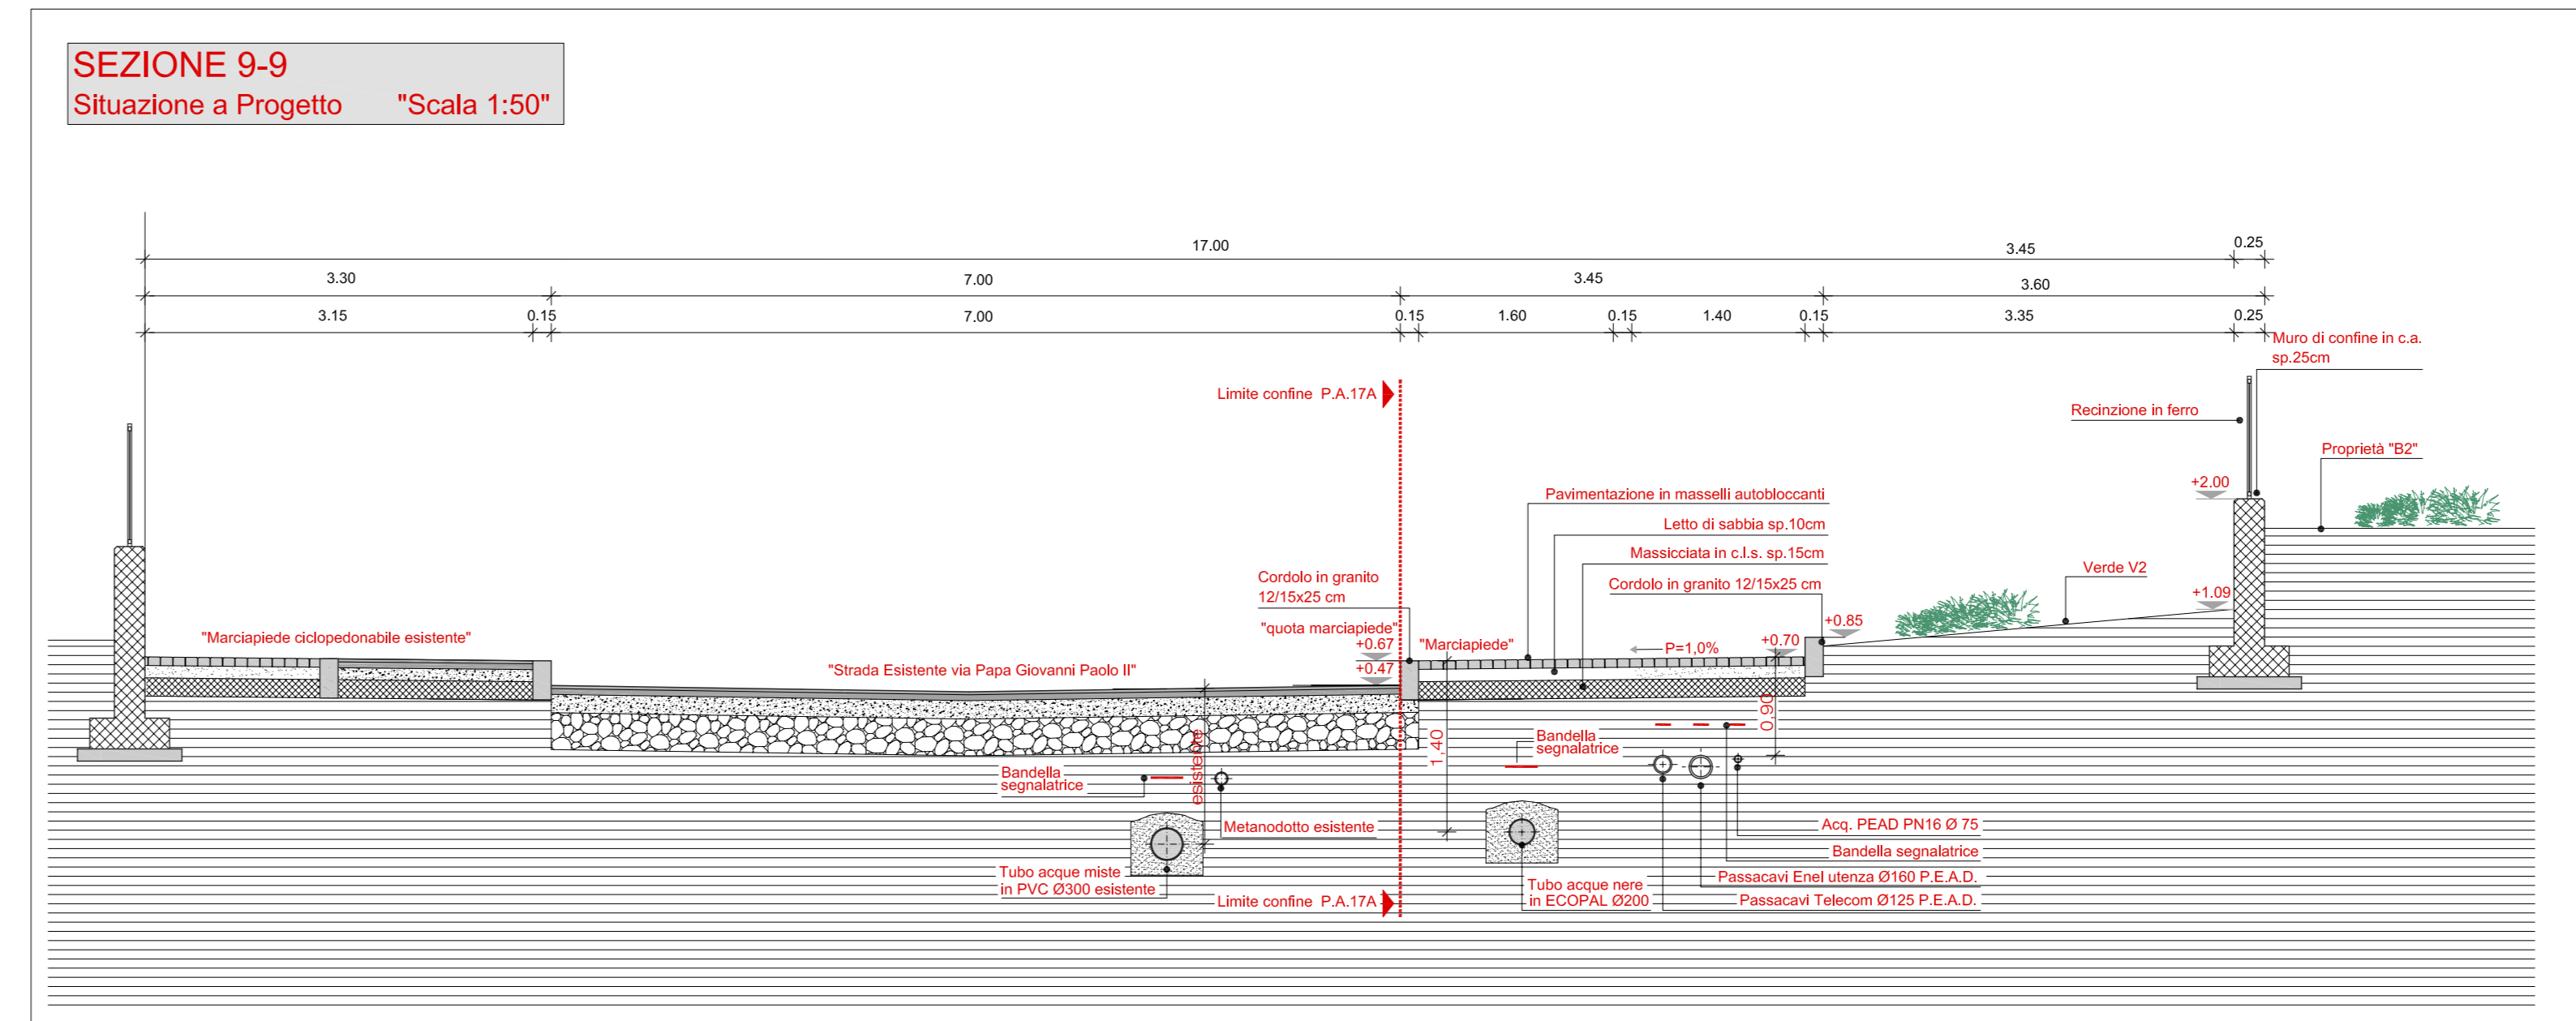 SEZIONE 9-9
Situazione a Progetto "Scala 1:50"
17.00
3.45
0.25
3.30
7.00
3.45
3.60
3.15
0.15
7.00
0.15
1.60
0.15
1.40
0.15
3.35
0.25
Muro di confine in c.a.
sp.25cm
Limite confine P.A.17A
Recinzione in ferro
Proprietà "B2"
+2.00
Pavimentazione in masselli autobloccanti
Letto di sabbia sp.10cm
Massicciata in c.l.s. sp.15cm
Cordolo in granito 12/15x25 cm
Cordolo in granito
12/15x25 cm
Verde V2
+1.09
+0.85
"quota marciapiede"
+0.67
+0.47
"Marciapiede"
P=1,0%
+0.70
"Marciapiede ciclopedonabile esistente"
"Strada Esistente via Papa Giovanni Paolo II"
0,90
1,40
esistente
Bandella
segnalatrice
Bandella
segnalatrice
Metanodotto esistente
Acq. PEAD PN16 Ø 75
Bandella segnalatrice
Tubo acque miste
in PVC Ø300 esistente
Limite confine P.A.17A
Tubo acque nere
in ECOPAL Ø200
Passacavi Enel utenza Ø160 P.E.A.D.
Passacavi Telecom Ø125 P.E.A.D.